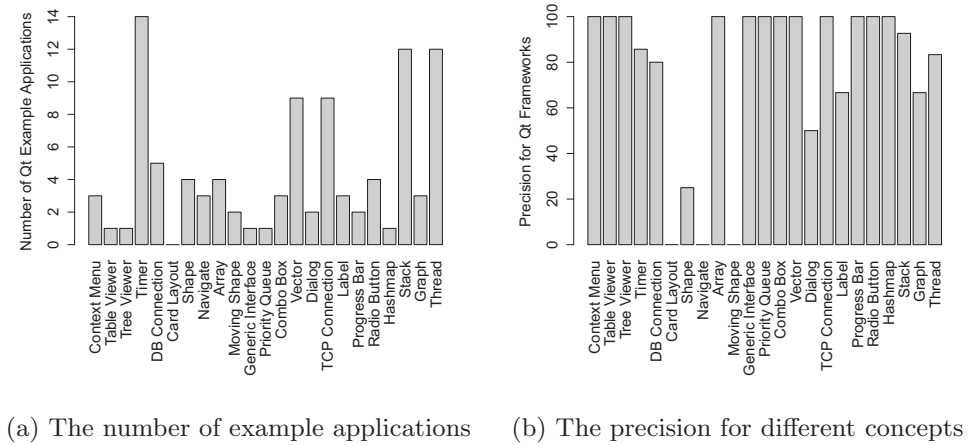 Number of Qt Example Applications
0 2 4 6 8 10 12 14
Context Menu
Table Viewer
Tree Viewer
Timer
DB Connection
Card Layout
Shape
Navigate
Array
Moving Shape
Generic Interface
Priority Queue
Combo Box
Vector
Dialog
TCP Connection
Label
Progress Bar
Radio Button
Hashmap
Stack
Graph
Thread
Precision for Qt Frameworks
0 20 40 60 80 100
Context Menu
Table Viewer
Tree Viewer
Timer
DB Connection
Card Layout
Shape
Navigate
Array
Moving Shape
Generic Interface
Priority Queue
Combo Box
Vector
Dialog
TCP Connection
Label
Progress Bar
Radio Button
Hashmap
Stack
Graph
Thread
(a) The number of example applications
(b) The precision for different concepts